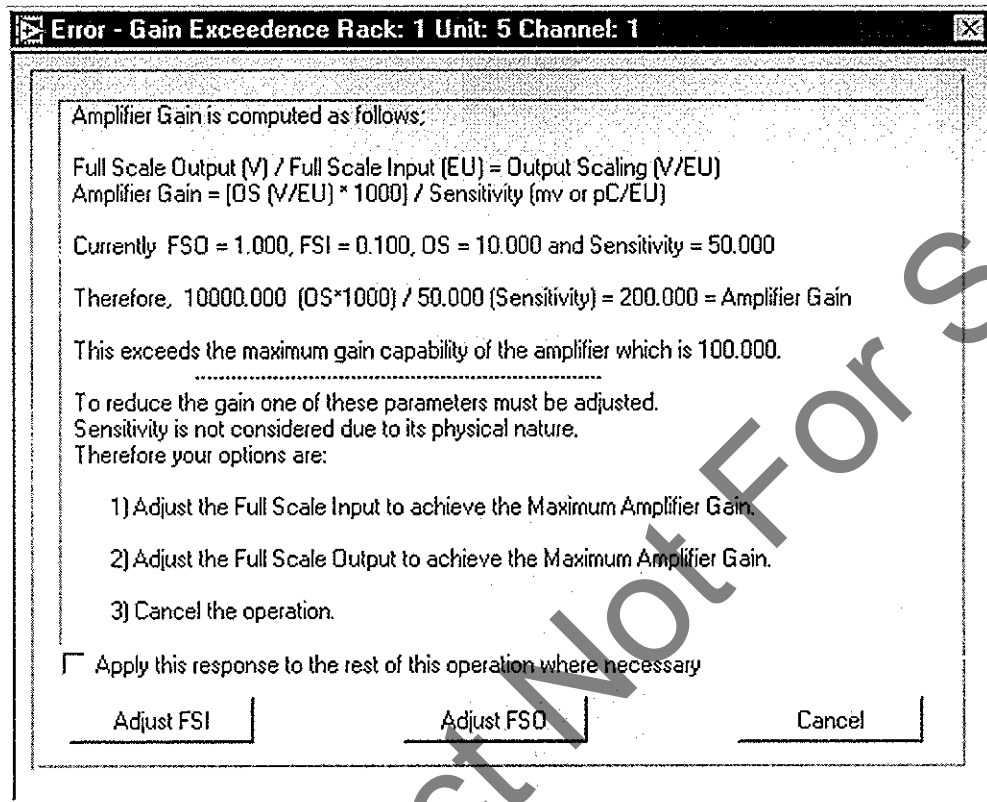 Error - Gain Exceedence Rack: 1 Unit: 5 Channel: 1
Amplifier Gain is computed as follows;
Full Scale Output (V) / Full Scale Input (EU) = Output Scaling (V/EU)
Amplifier Gain = [OS (V/EU) * 1000] / Sensitivity (mv or pC/EU)
Currently FSO = 1.000, FSI = 0.100, OS = 10.000 and Sensitivity = 50.000
Therefore, 10000.000 (OS*1000) / 50.000 (Sensitivity) = 200.000 = Amplifier Gain
This exceeds the maximum gain capability of the amplifier which is 100.000.
To reduce the gain one of these parameters must be adjusted.
Sensitivity is not considered due to its physical nature.
Therefore your options are:
1) Adjust the Full Scale Input to achieve the Maximum Amplifier Gain.
2) Adjust the Full Scale Output to achieve the Maximum Amplifier Gain.
3) Cancel the operation.
Apply this response to the rest of this operation where necessary
Adjust FSI
Adjust FSO
Cancel
Not For